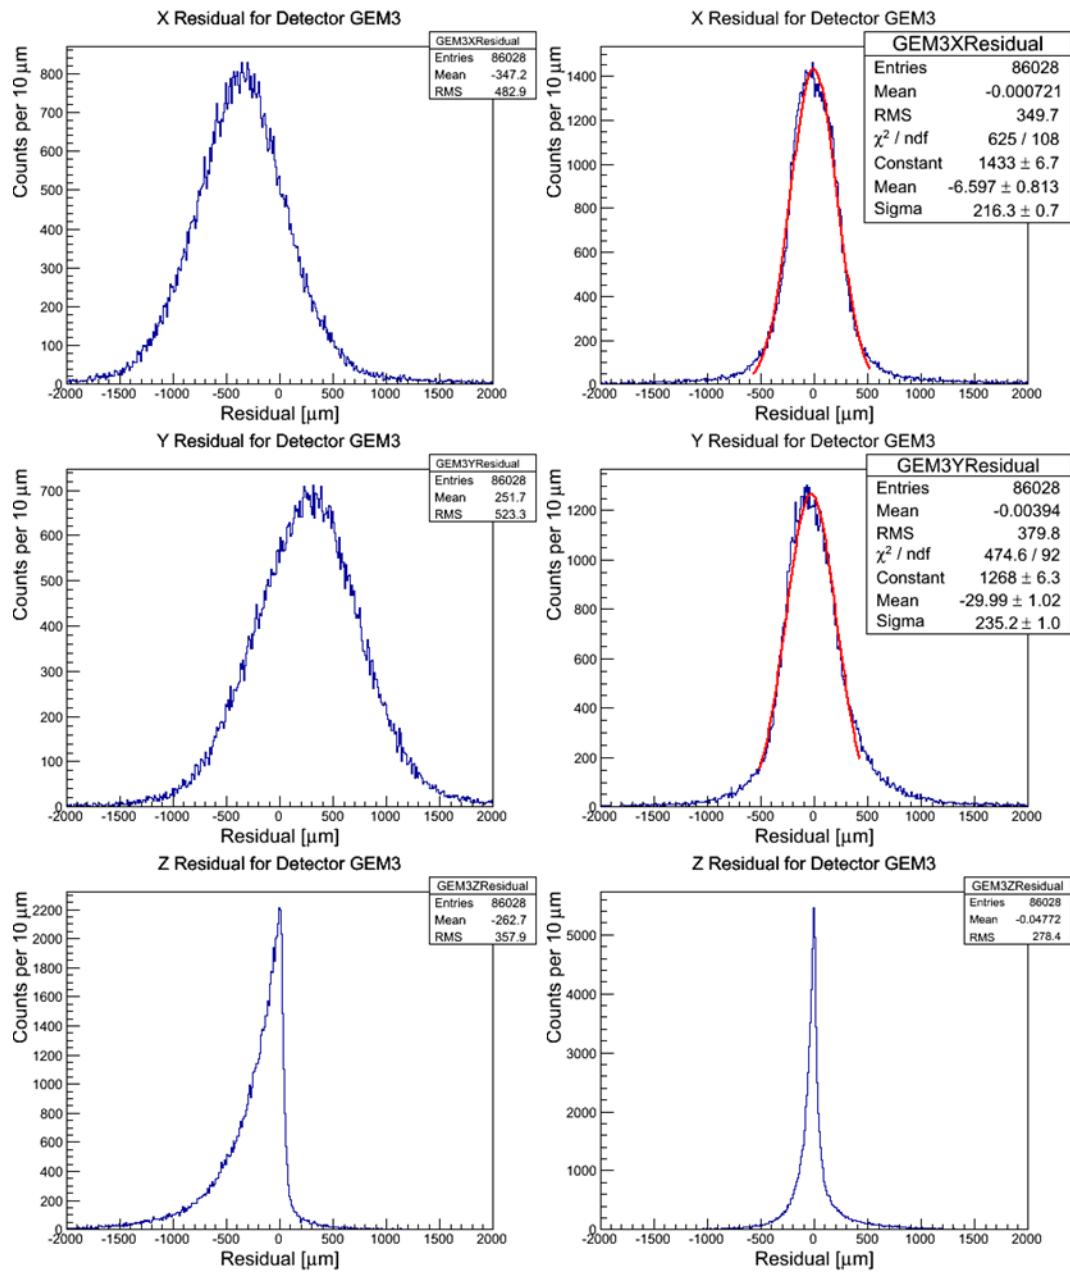 X Residual for Detector GEM3
GEM3XResidual
Entries 86028
Mean -347.2
RMS 482.9
Counts per 10 μm
800
700
600
500
400
300
200
100
0
-2000 -1500 -1000 -500 0 500 1000 1500 2000
Residual [μm]
X Residual for Detector GEM3
GEM3XResidual
Entries 86028
Mean -0.000721
RMS 349.7
χ² / ndf 625 / 108
Constant 1433 ± 6.7
Mean -6.597 ± 0.813
Sigma 216.3 ± 0.7
Counts per 10 μm
1400
1200
1000
800
600
400
200
0
-2000 -1500 -1000 -500 0 500 1000 1500 2000
Residual [μm]
Y Residual for Detector GEM3
GEM3YResidual
Entries 86028
Mean 251.7
RMS 523.3
Counts per 10 μm
700
600
500
400
300
200
100
0
-2000 -1500 -1000 -500 0 500 1000 1500 2000
Residual [μm]
Y Residual for Detector GEM3
GEM3YResidual
Entries 86028
Mean -0.00394
RMS 379.8
χ² / ndf 474.6 / 92
Constant 1268 ± 6.3
Mean -29.99 ± 1.02
Sigma 235.2 ± 1.0
Counts per 10 μm
1200
1000
800
600
400
200
0
-2000 -1500 -1000 -500 0 500 1000 1500 2000
Residual [μm]
Z Residual for Detector GEM3
GEM3ZResidual
Entries 86028
Mean -262.7
RMS 357.9
Counts per 10 μm
2200
2000
1800
1600
1400
1200
1000
800
600
400
200
0
-2000 -1500 -1000 -500 0 500 1000 1500 2000
Residual [μm]
Z Residual for Detector GEM3
GEM3ZResidual
Entries 86028
Mean -0.04772
RMS 278.4
Counts per 10 μm
5000
4000
3000
2000
1000
0
-2000 -1500 -1000 -500 0 500 1000 1500 2000
Residual [μm]